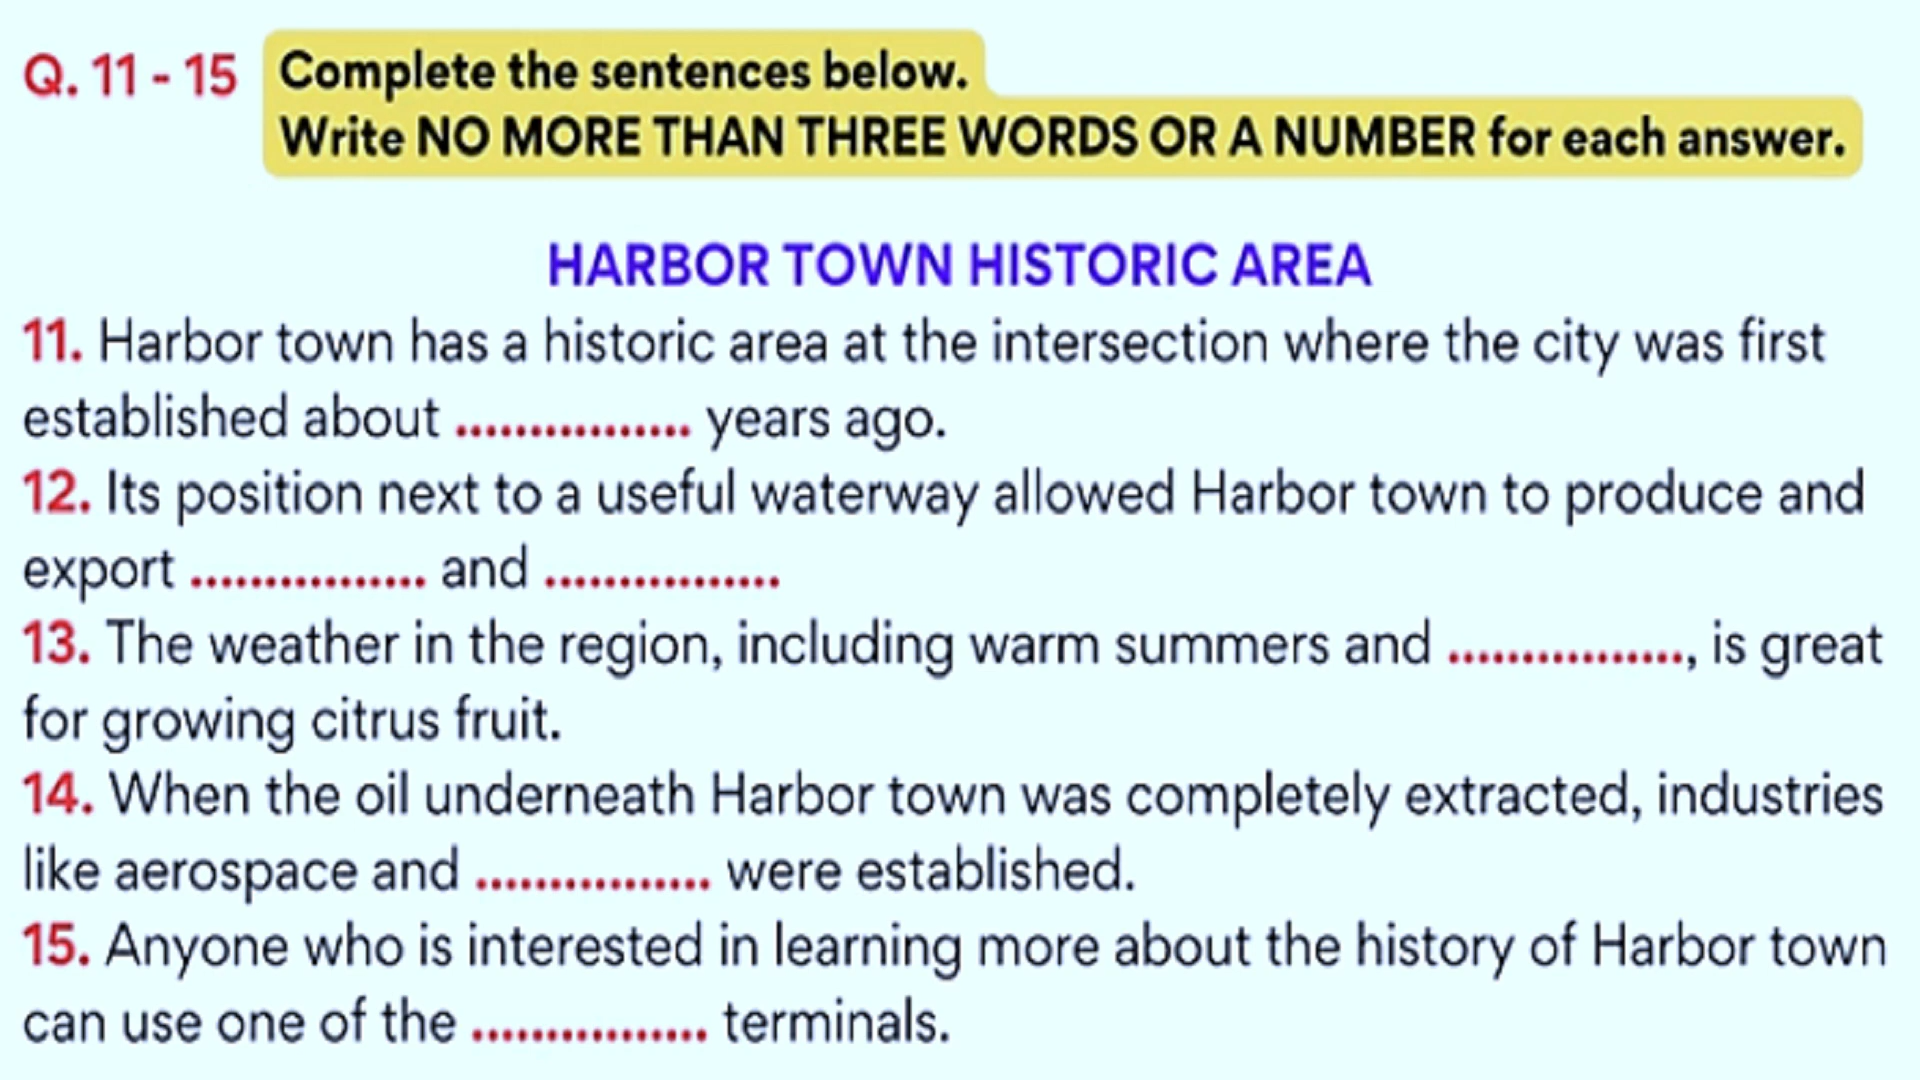 Q. 11 - 15 Complete the sentences below.
Write NO MORE THAN THREE WORDS OR A NUMBER for each answer.
HARBOR TOWN HISTORIC AREA
11. Harbor town has a historic area at the intersection where the city was first
established about ................ years ago.
12. Its position next to a useful waterway allowed Harbor town to produce and
export ................ and ................
13. The weather in the region, including warm summers and ................, is great
for growing citrus fruit.
14. When the oil underneath Harbor town was completely extracted, industries
like aerospace and ................ were established.
15. Anyone who is interested in learning more about the history of Harbor town
can use one of the ................ terminals.